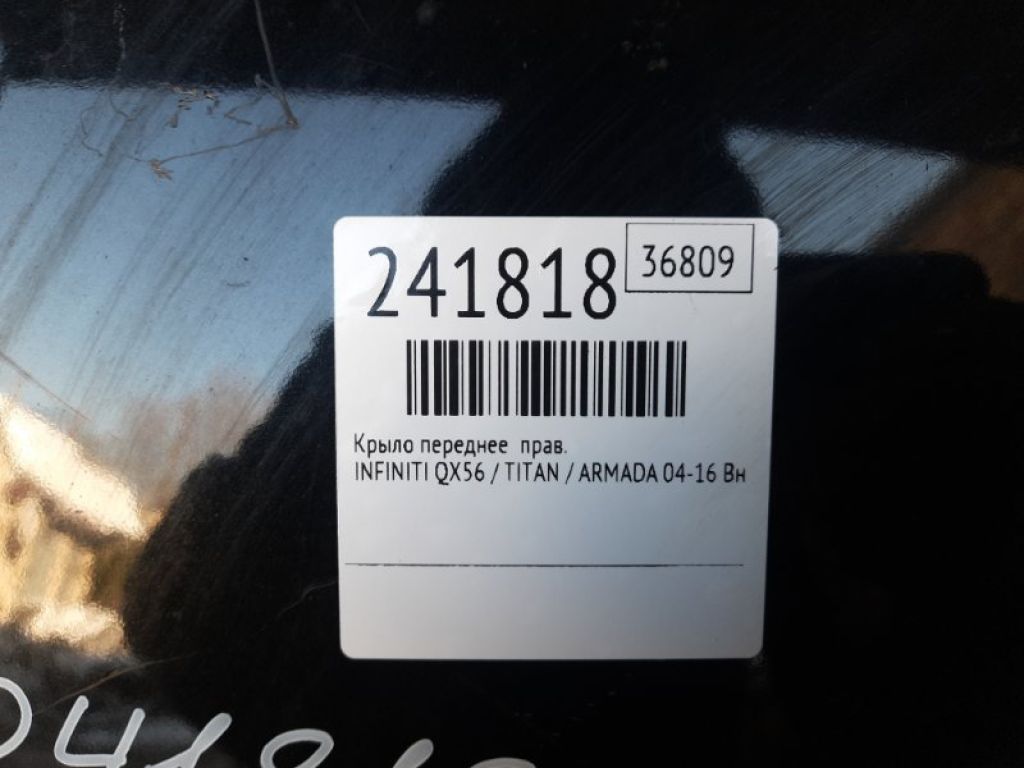 241818
36809
Крыло переднее прав.
INFINITI QX56 / TITAN / ARMADA 04-16 Вн